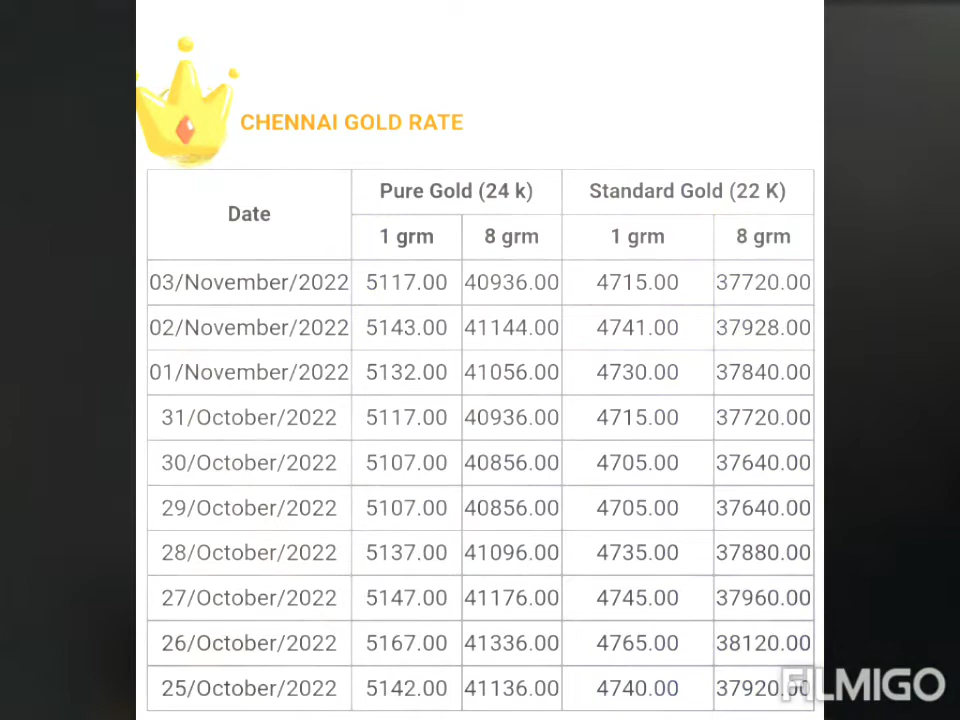 CHENNAI GOLD RATE
Date Pure Gold (24 k) Standard Gold (22 K)
1 grm 8 grm 1 grm 8 grm
03/November/2022 5117.00 40936.00 4715.00 37720.00
02/November/2022 5143.00 41144.00 4741.00 37928.00
01/November/2022 5132.00 41056.00 4730.00 37840.00
31/October/2022 5117.00 40936.00 4715.00 37720.00
30/October/2022 5107.00 40856.00 4705.00 37640.00
29/October/2022 5107.00 40856.00 4705.00 37640.00
28/October/2022 5137.00 41096.00 4735.00 37880.00
27/October/2022 5147.00 41176.00 4745.00 37960.00
26/October/2022 5167.00 41336.00 4765.00 38120.00
25/October/2022 5142.00 41136.00 4740.00 37920.00
FILMIGO